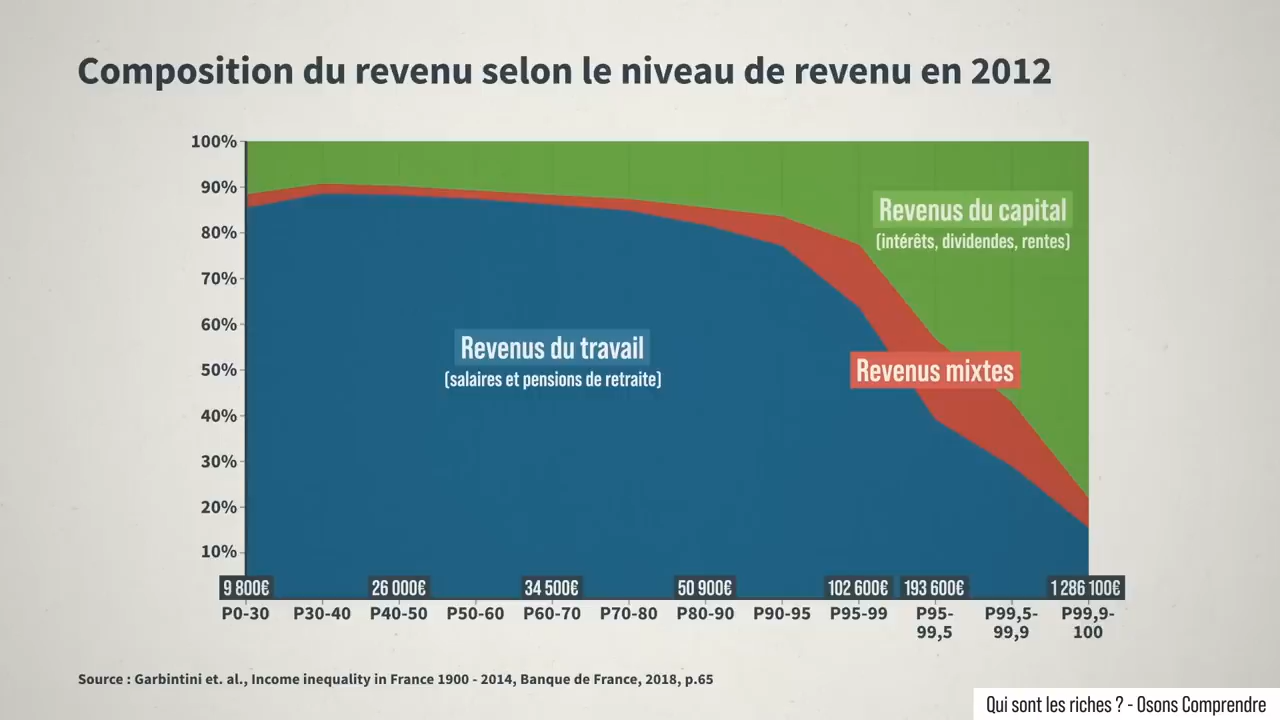 Composition du revenu selon le niveau de revenu en 2012
100%
90%
80%
70%
60%
50%
40%
30%
20%
10%
Revenus du capital
(intérêts, dividendes, rentes)
Revenus du travail
(salaires et pensions de retraite)
Revenus mixtes
9 800€ 26 000€ 34 500€ 50 900€ 102 600€ 193 600€ 1 286 100€
P0-30 P30-40 P40-50 P50-60 P60-70 P70-80 P80-90 P90-95 P95-99 P95- P99,5- P99,9-
99,5 99,9 100
Source : Garbintini et. al., Income inequality in France 1900 - 2014, Banque de France, 2018, p.65
Qui sont les riches ? - Osons Comprendre